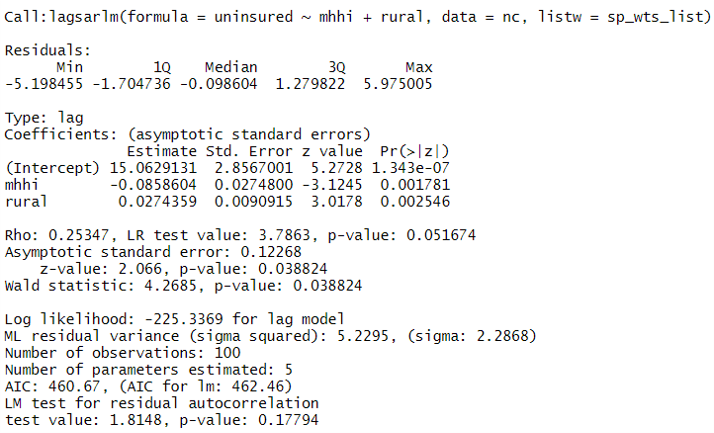 Call:lagsarlm(formula = uninsured ~ mhhi + rural, data = nc, listw = sp_wts_list)
Residuals:
Min 1Q Median 3Q Max
-5.198455 -1.704736 -0.098604 1.279822 5.975005
Type: lag
Coefficients: (asymptotic standard errors)
Estimate Std. Error z value Pr(>|z|)
(Intercept) 15.0629131 2.8567001 5.2728 1.343e-07
mhhi -0.0858604 0.0274800 -3.1245 0.001781
rural 0.0274359 0.0090915 3.0178 0.002546
Rho: 0.25347, LR test value: 3.7863, p-value: 0.051674
Asymptotic standard error: 0.12268
z-value: 2.066, p-value: 0.038824
Wald statistic: 4.2685, p-value: 0.038824
Log likelihood: -225.3369 for lag model
ML residual variance (sigma squared): 5.2295, (sigma: 2.2868)
Number of observations: 100
Number of parameters estimated: 5
AIC: 460.67, (AIC for lm: 462.46)
LM test for residual autocorrelation
test value: 1.8148, p-value: 0.17794